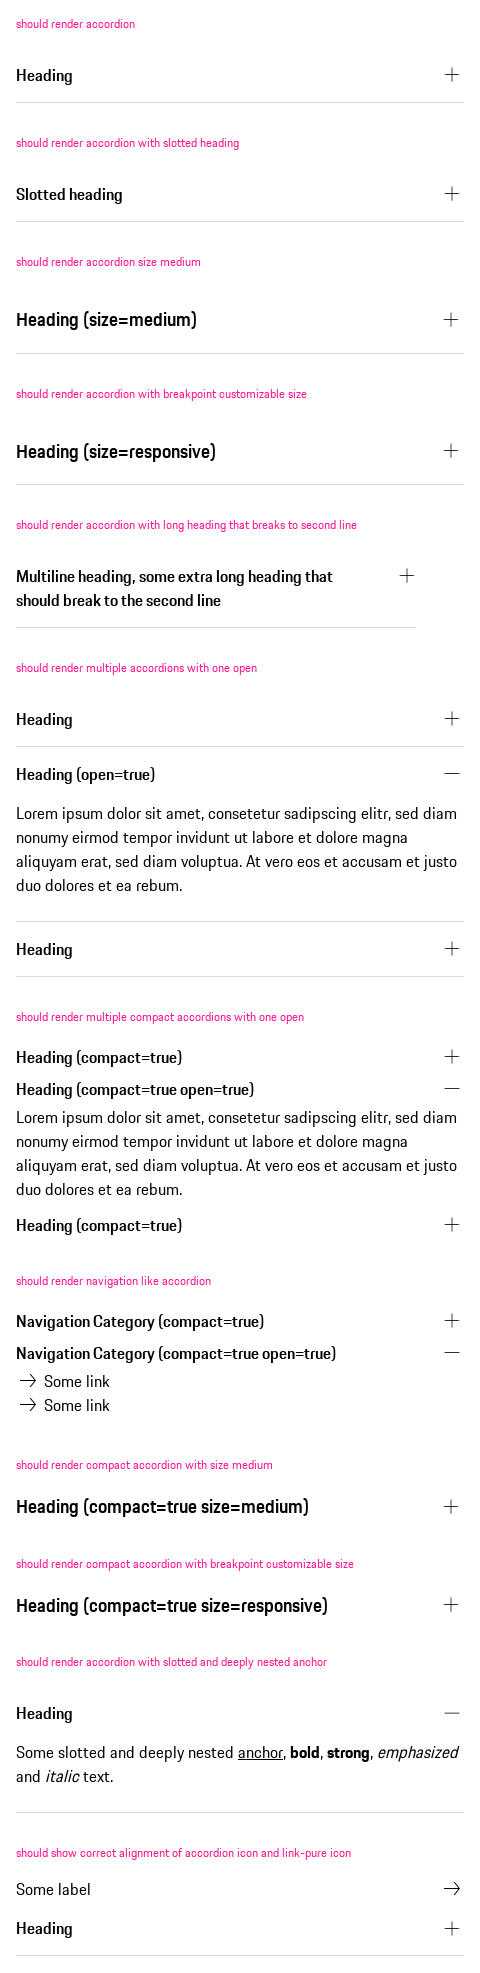 should render accordion
Heading
should render accordion with slotted heading
Slotted heading
should render accordion size medium
Heading (size=medium)
should render accordion with breakpoint customizable size
Heading (size=responsive)
should render accordion with long heading that breaks to second line
Multiline heading, some extra long heading that
should break to the second line
should render multiple accordions with one open
Heading
Heading (open=true)
Lorem ipsum dolor sit amet, consetetur sadipscing elitr, sed diam
nonumy eirmod tempor invidunt ut labore et dolore magna
aliquyam erat, sed diam voluptua. At vero eos et accusam et justo
duo dolores et ea rebum.
Heading
should render multiple compact accordions with one open
Heading (compact=true)
Heading (compact=true open=true)
Lorem ipsum dolor sit amet, consetetur sadipscing elitr, sed diam
nonumy eirmod tempor invidunt ut labore et dolore magna
aliquyam erat, sed diam voluptua. At vero eos et accusam et justo
duo dolores et ea rebum.
Heading (compact=true)
should render navigation like accordion
Navigation Category (compact=true)
Navigation Category (compact=true open=true)
Some link
Some link
should render compact accordion with size medium
Heading (compact=true size=medium)
should render compact accordion with breakpoint customizable size
Heading (compact=true size=responsive)
should render accordion with slotted and deeply nested anchor
Heading
Some slotted and deeply nested anchor, bold, strong, emphasized
and italic text.
should show correct alignment of accordion icon and link-pure icon
Some label
Heading